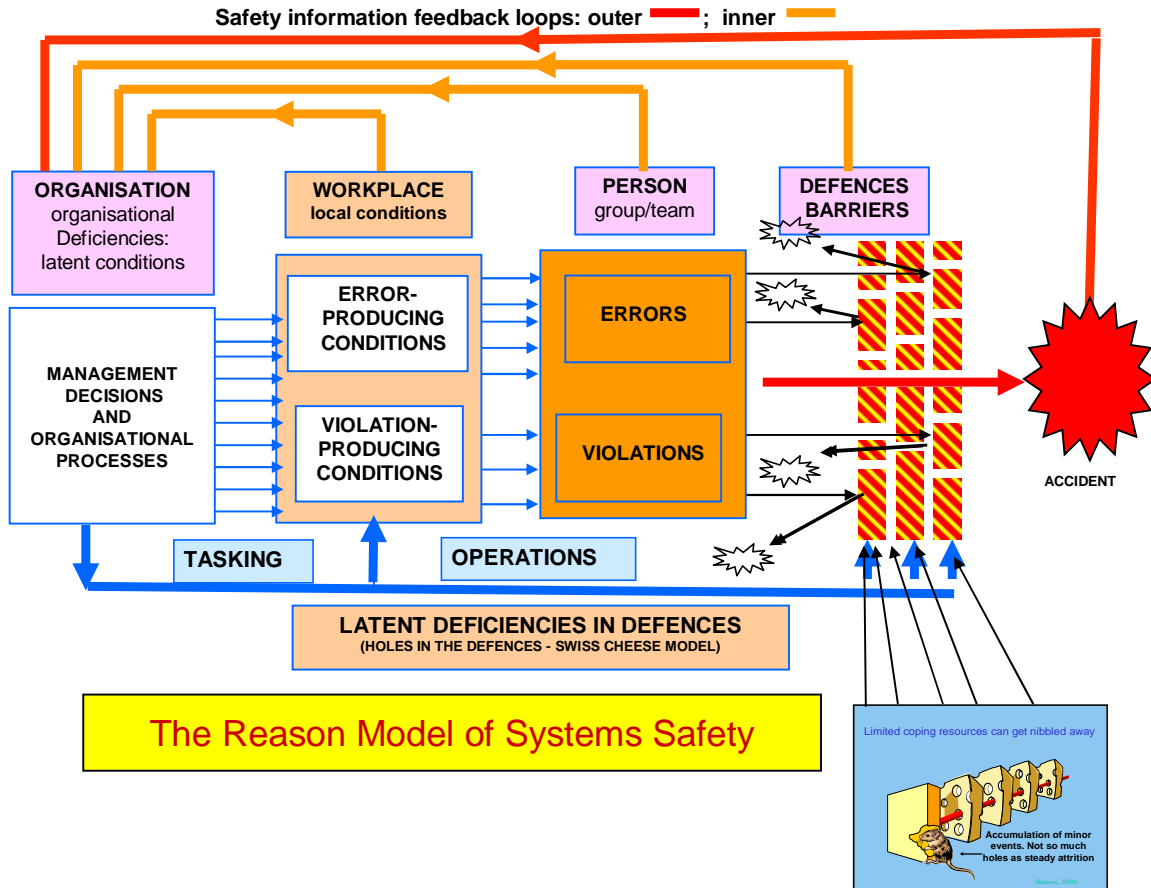 Safety information feedback loops: outer ; inner
ORGANISATION
organisational
Deficiencies:
latent conditions
WORKPLACE
local conditions
PERSON
group/team
DEFENCES
BARRIERS
MANAGEMENT
DECISIONS
AND
ORGANISATIONAL
PROCESSES
ERROR-
PRODUCING
CONDITIONS
VIOLATION-
PRODUCING
CONDITIONS
ERRORS
VIOLATIONS
ACCIDENT
TASKING
OPERATIONS
LATENT DEFICIENCIES IN DEFENCES
(HOLES IN THE DEFENCES - SWISS CHEESE MODEL)
The Reason Model of Systems Safety
Limited coping resources can get nibbled away
Accumulation of minor
events. Not so much
holes as steady attrition